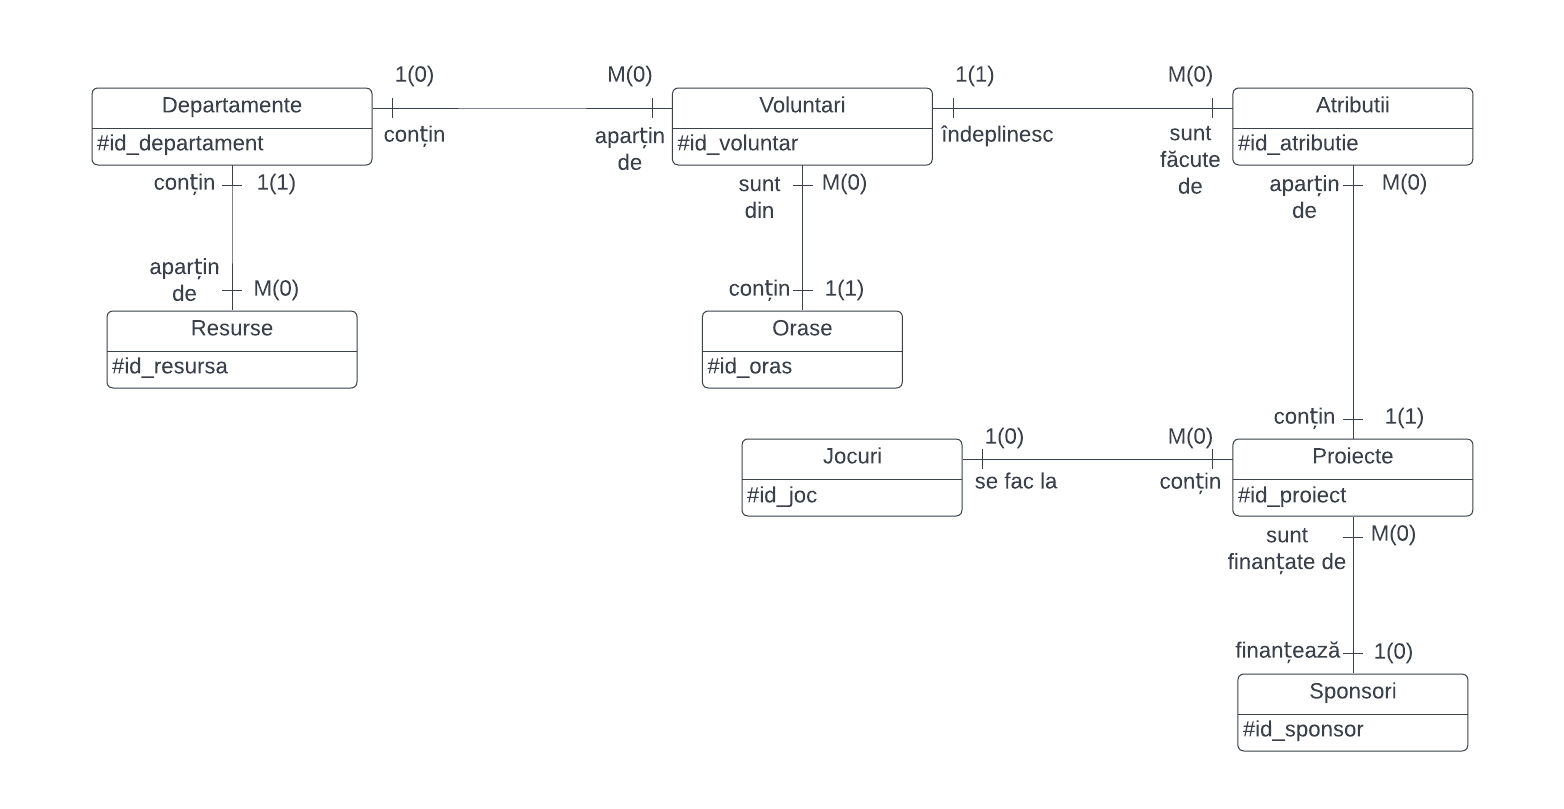 1(0)
M(0)
1(1)
M(0)
Departamente
#id_departament
conțin
aparțin
de
Voluntari
#id_voluntar
îndeplinesc
sunt
făcute
de
Atributii
#id_atributie
conțin
1(1)
sunt
din
M(0)
aparțin
de
M(0)
aparțin
de
M(0)
conțin
1(1)
Resurse
#id_resursa
Orase
#id_oras
conțin
1(1)
Jocuri
#id_joc
1(0)
se fac la
M(0)
conțin
Proiecte
#id_proiect
sunt
finanțate de
M(0)
finanțează
1(0)
Sponsori
#id_sponsor